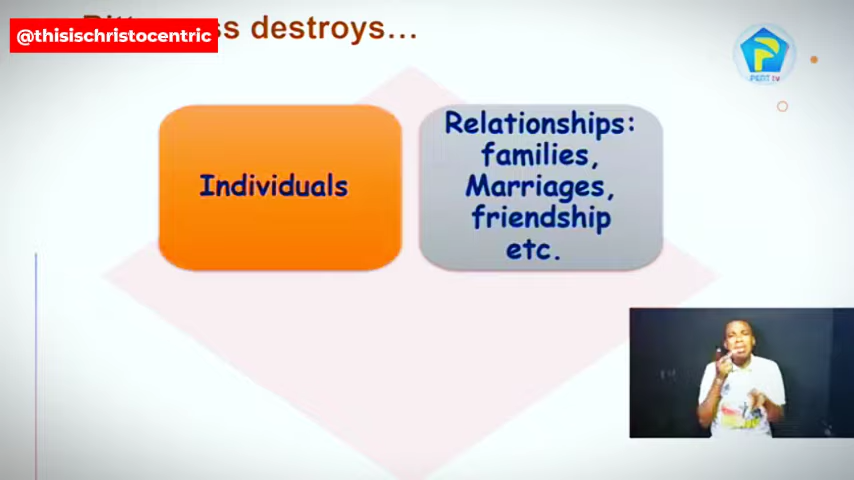 @thisischristocentric
ss destroys...
PENT tv
Individuals
Relationships:
families,
Marriages,
friendship
etc.